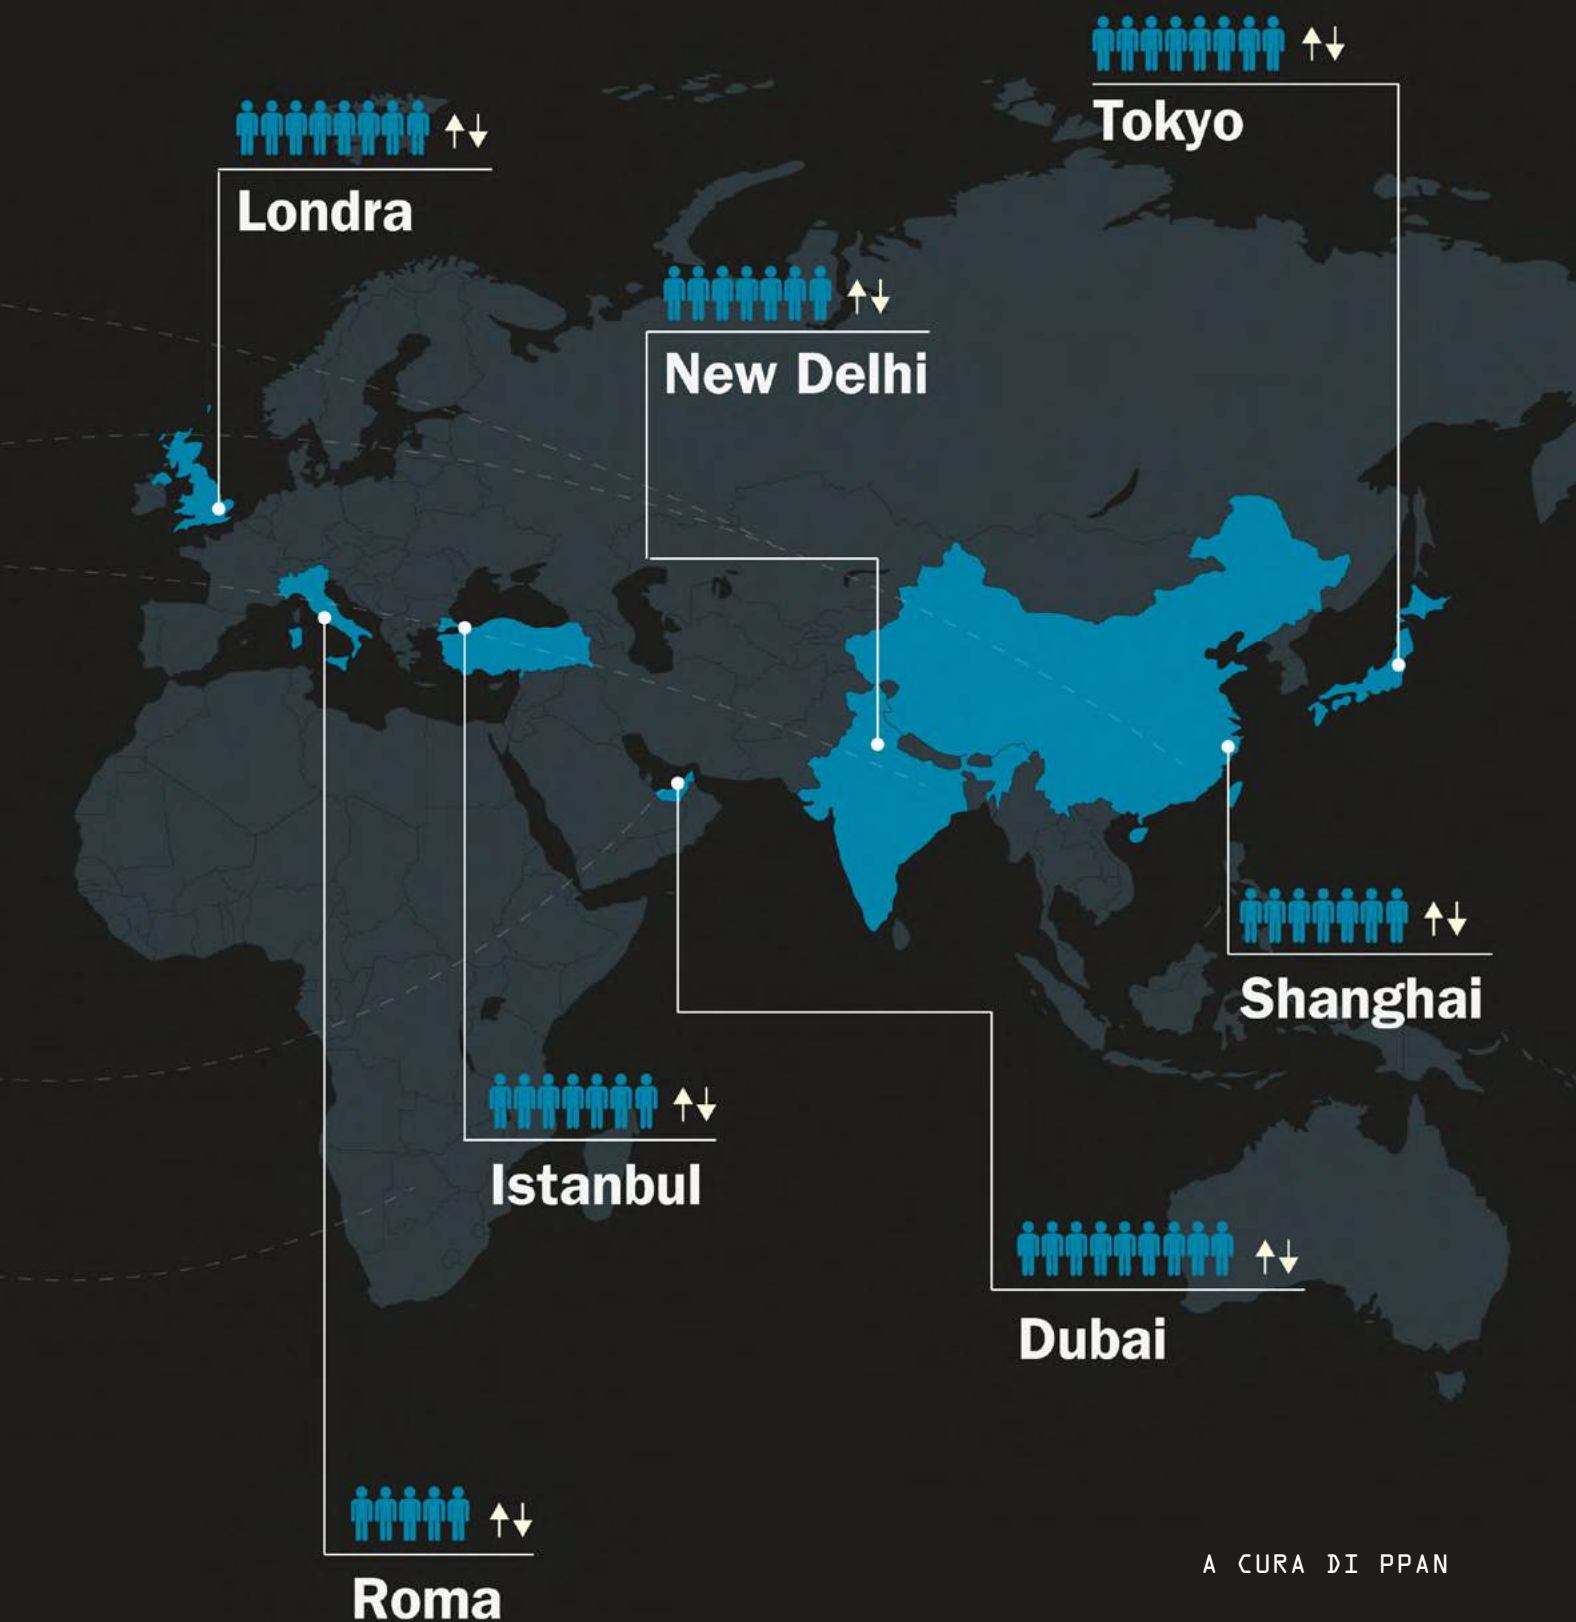 Tokyo
Londra
New Delhi
Shanghai
Istanbul
Dubai
A CURA DI PPAN
Roma